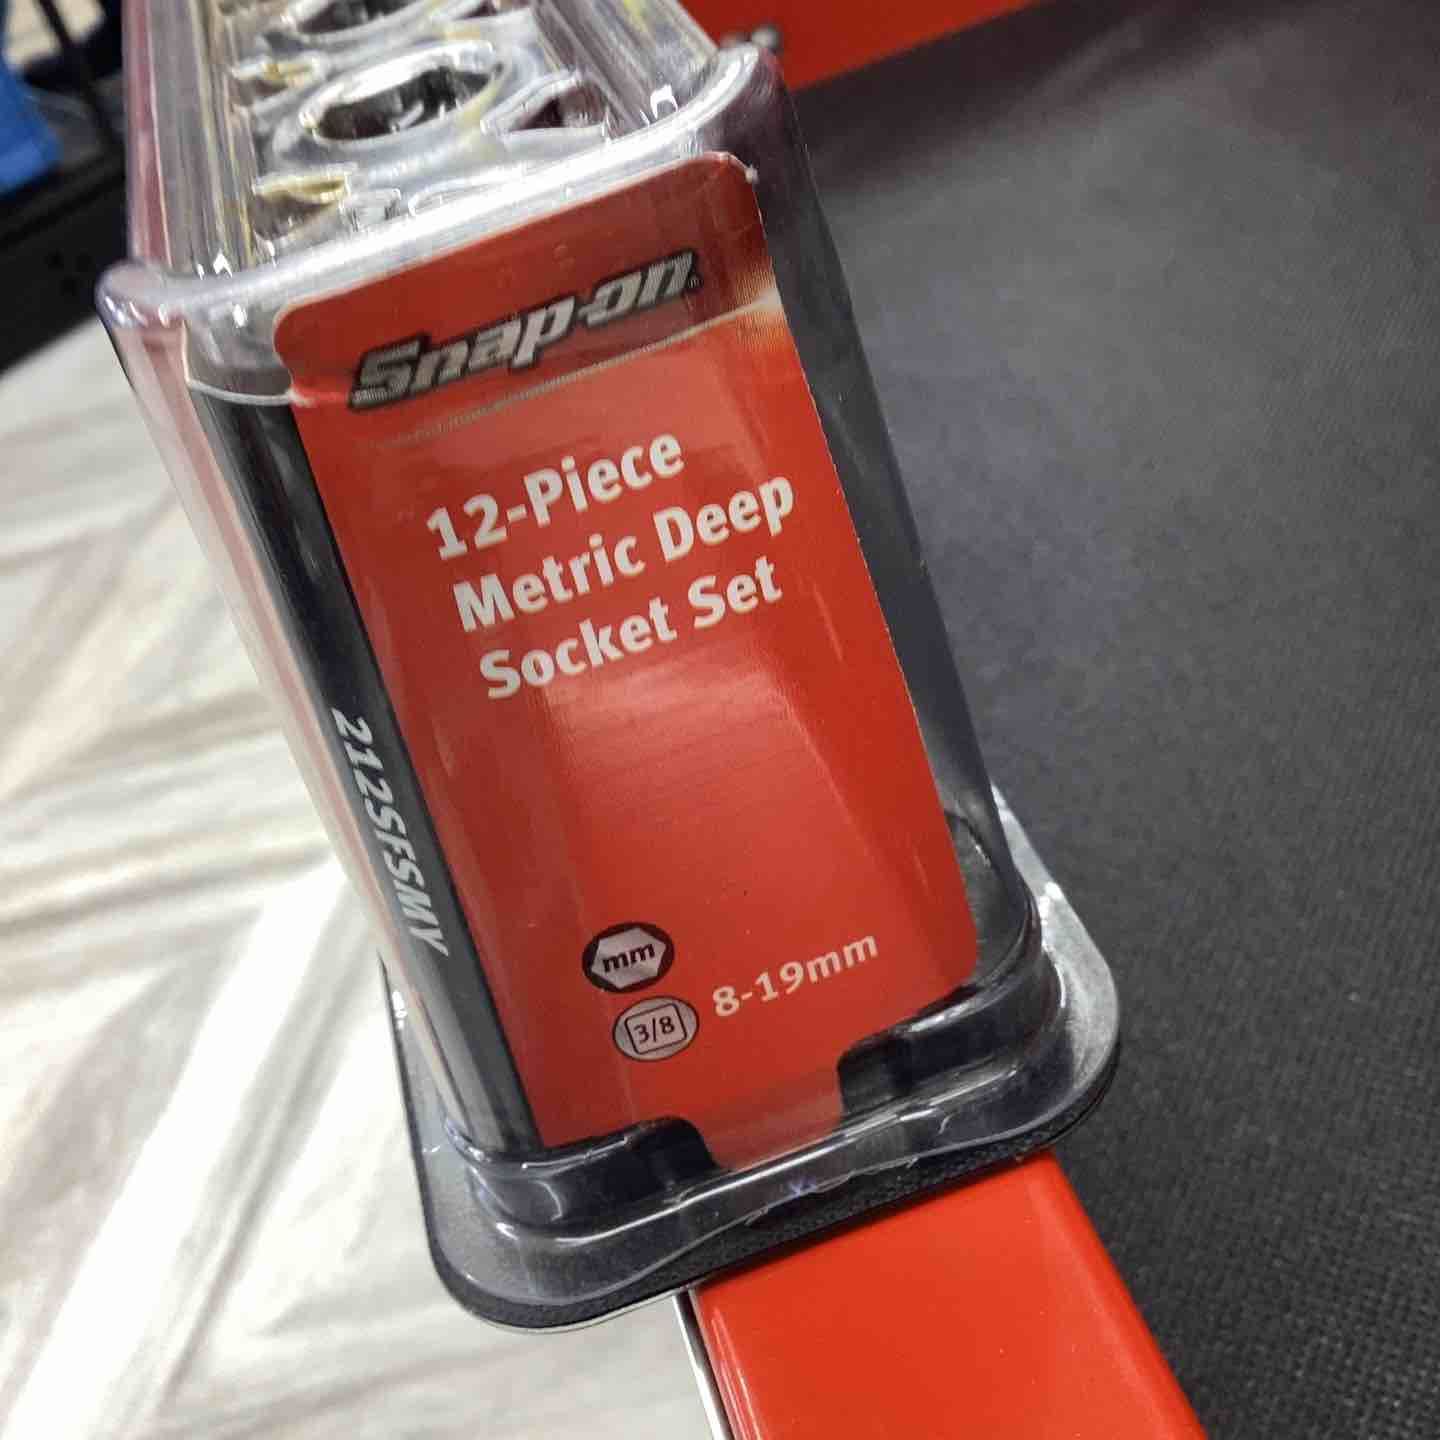 Snap-on®
12-Piece
Metric Deep
Socket Set
212SFSMY
mm
3/8
8-19mm